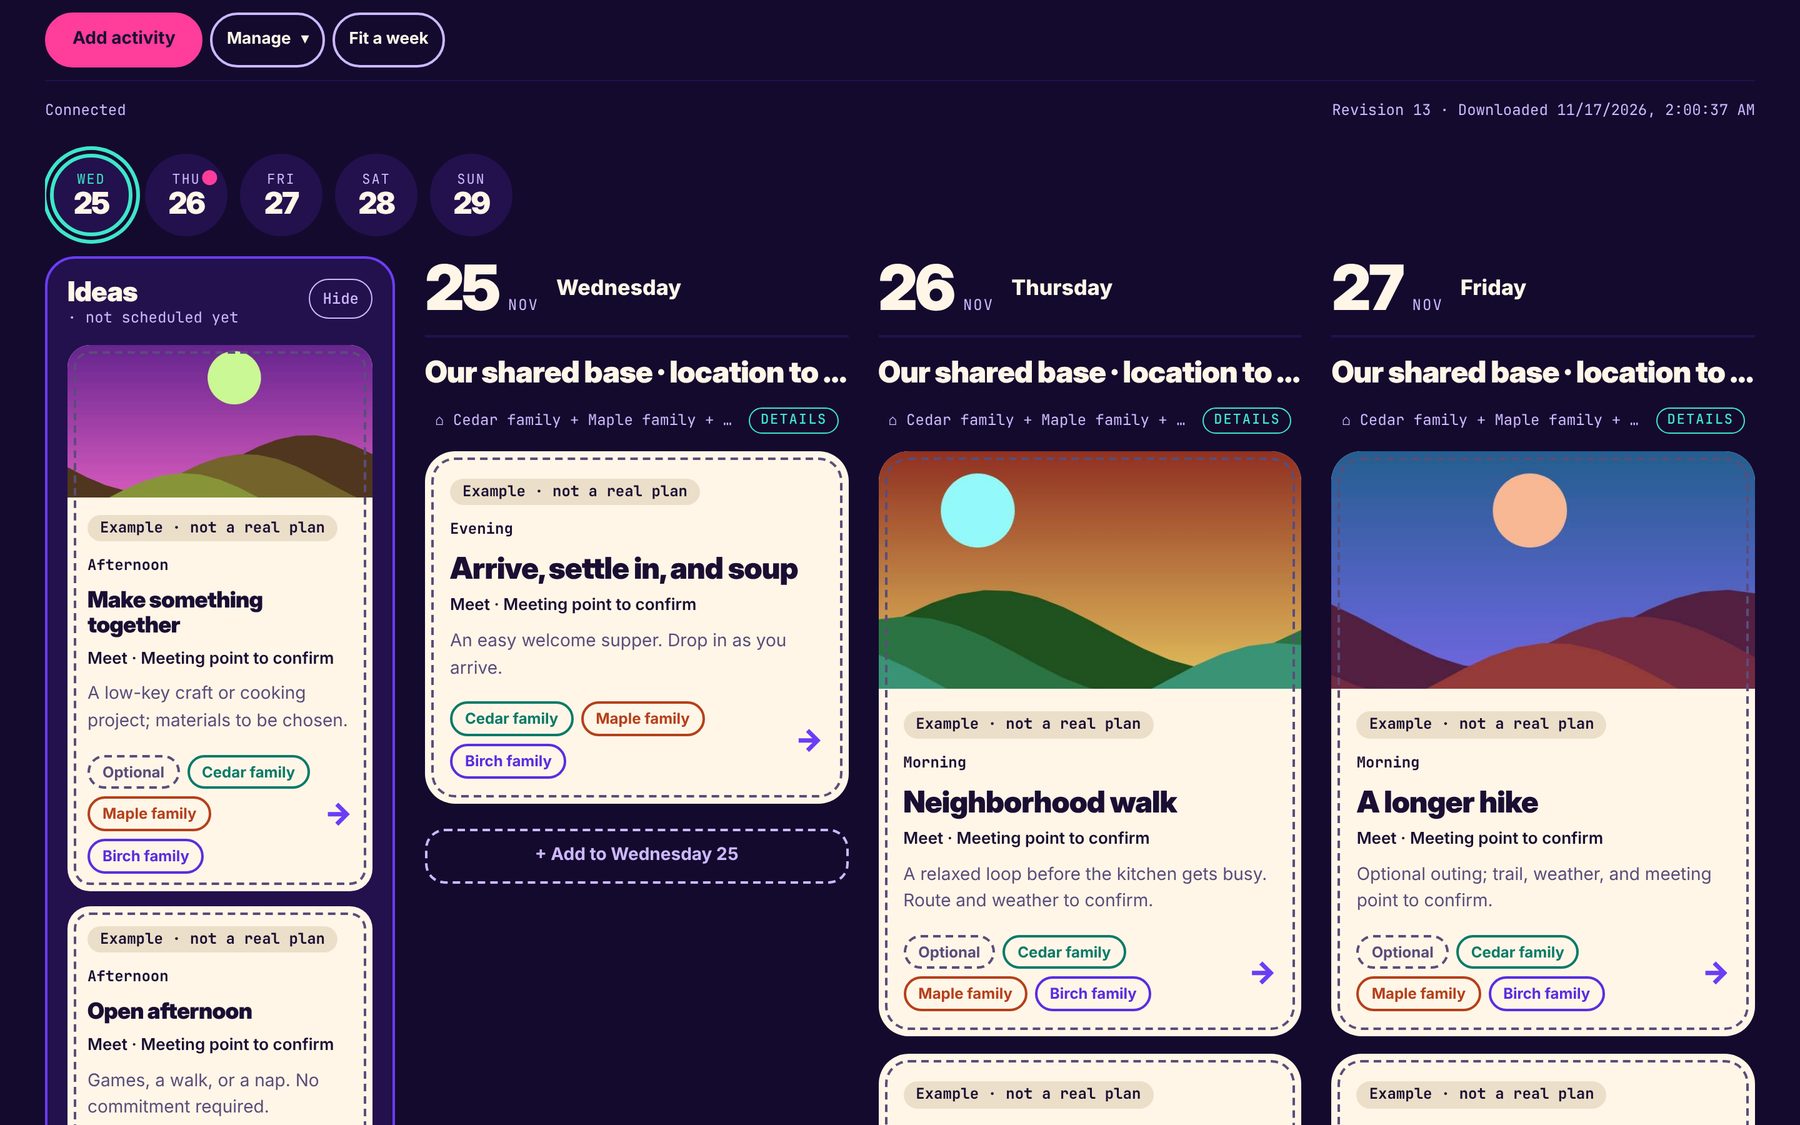 Add activity
Manage ▾
Fit a week
Connected
Revision 13 · Downloaded 11/17/2026, 2:00:37 AM
WED
25
THU
26
FRI
27
SAT
28
SUN
29
Ideas
· not scheduled yet
Hide
Example · not a real plan
Afternoon
Make something
together
Meet · Meeting point to confirm
A low-key craft or cooking
project; materials to be chosen.
Optional
Cedar family
Maple family
Birch family
Example · not a real plan
Afternoon
Open afternoon
Meet · Meeting point to confirm
Games, a walk, or a nap. No
commitment required.
25 NOV Wednesday
Our shared base · location to ...
⌂ Cedar family + Maple family + …
DETAILS
Example · not a real plan
Evening
Arrive, settle in, and soup
Meet · Meeting point to confirm
An easy welcome supper. Drop in as you
arrive.
Cedar family
Maple family
Birch family
+ Add to Wednesday 25
26 NOV Thursday
Our shared base · location to ...
⌂ Cedar family + Maple family + …
DETAILS
Example · not a real plan
Morning
Neighborhood walk
Meet · Meeting point to confirm
A relaxed loop before the kitchen gets busy.
Route and weather to confirm.
Optional
Cedar family
Maple family
Birch family
Example · not a real plan
27 NOV Friday
Our shared base · location to ...
⌂ Cedar family + Maple family + …
DETAILS
Example · not a real plan
Morning
A longer hike
Meet · Meeting point to confirm
Optional outing; trail, weather, and meeting
point to confirm.
Optional
Cedar family
Maple family
Birch family
Example · not a real plan